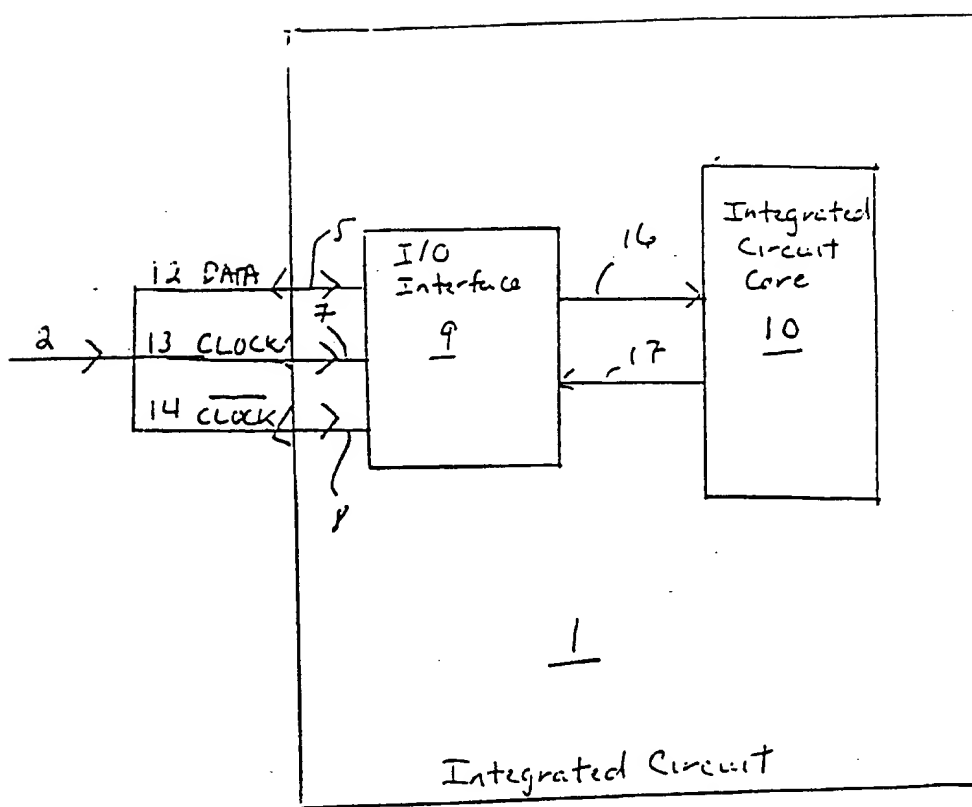 5
I/O
Interface
9
12 DATA
7
2
13 CLOCK
14 C̅L̅O̅C̅K̅
8
16
17
Integrated
Circuit
Core
10
1
Integrated Circuit